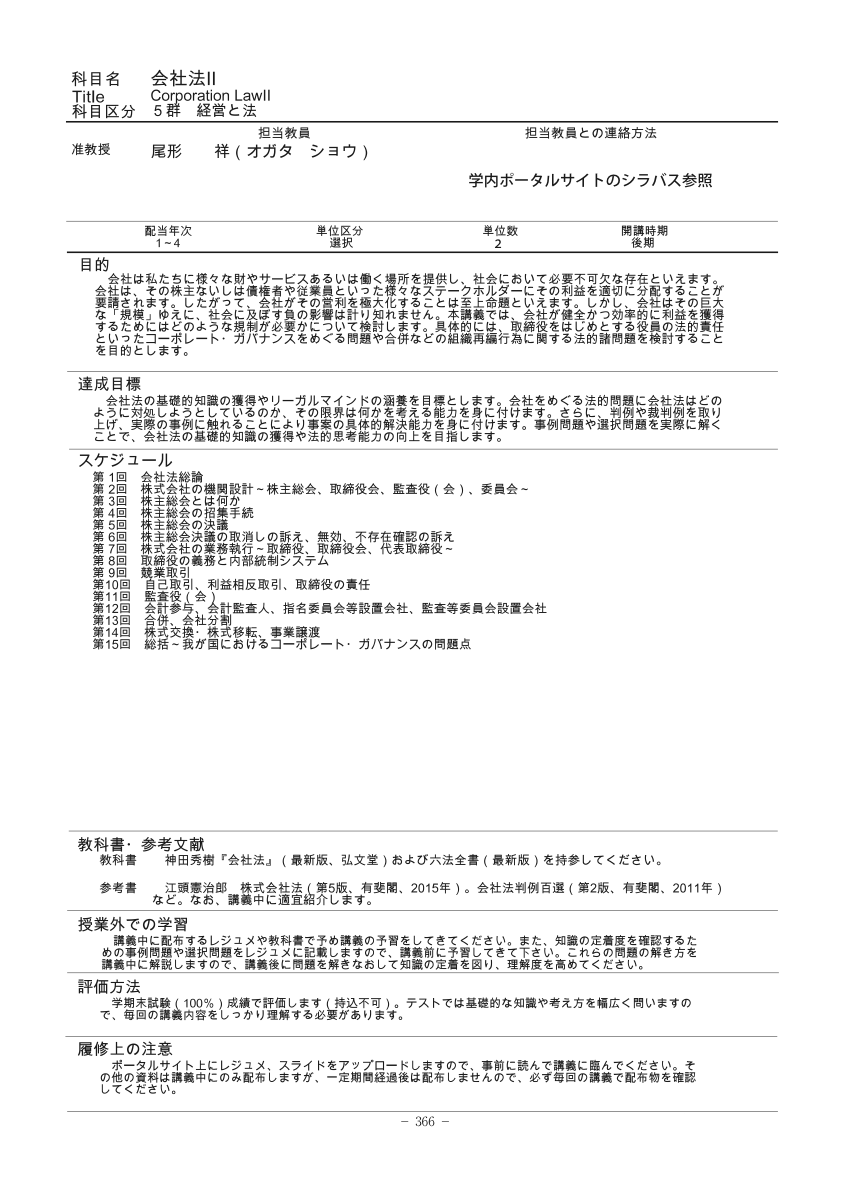 科目名 会社法II
Title Corporation LawII
科目区分 5群 経営と法
担当教員 担当教員との連絡方法
准教授 尾形 祥(オガタ ショウ)
学内ポータルサイトのシラバス参照
配当年次 単位区分 単位数 開講時期
1~4 選択 2 後期
目的
会社は私たちに様々な財やサービスあるいは働く場所を提供し、社会において必要不可欠な存在といえます。
会社は、その株主ないしは債権者や従業員といった様々なステークホルダーにその利益を適切に分配することが
要請されます。したがって、会社がその営利を極大化することは至上命題といえます。しかし、会社はその巨大
な「規模」ゆえに、社会に及ぼす負の影響は計り知れません。本講義では、会社が健全かつ効率的に利益を獲得
するためにはどのような規制が必要かについて検討します。具体的には、取締役をはじめとする役員の法的責任
といったコーポレート・ガバナンスをめぐる問題や合併などの組織再編行為に関する法的諸問題を検討すること
を目的とします。
達成目標
会社法の基礎的知識の獲得やリーガルマインドの涵養を目標とします。会社をめぐる法的問題に会社法はどの
ように対処しようとしているのか、その限界は何かを考える能力を身に付けます。さらに、判例や裁判例を取り
上げ、実際の事例に触れることにより事案の具体的解決能力を身に付けます。事例問題や選択問題を実際に解く
ことで、会社法の基礎的知識の獲得や法的思考能力の向上を目指します。
スケジュール
第 1回 会社法総論
第 2回 株式会社の機関設計~株主総会、取締役会、監査役(会)、委員会~
第 3回 株主総会とは何か
第 4回 株主総会の招集手続
第 5回 株主総会の決議
第 6回 株主総会決議の取消しの訴え、無効、不存在確認の訴え
第 7回 株式会社の業務執行~取締役、取締役会、代表取締役~
第 8回 取締役の義務と内部統制システム
第 9回 競業取引
第10回 自己取引、利益相反取引、取締役の責任
第11回 監査役(会)
第12回 会計参与、会計監査人、指名委員会等設置会社、監査等委員会設置会社
第13回 合併、会社分割
第14回 株式交換・株式移転、事業譲渡
第15回 総括~我が国におけるコーポレート・ガバナンスの問題点
教科書・参考文献
教科書 神田秀樹『会社法』(最新版、弘文堂)および六法全書(最新版)を持参してください。
参考書 江頭憲治郎 株式会社法(第5版、有斐閣、2015年)。会社法判例百選(第2版、有斐閣、2011年)
など。なお、講義中に適宜紹介します。
授業外での学習
講義中に配布するレジュメや教科書で予め講義の予習をしてきてください。また、知識の定着度を確認するた
めの事例問題や選択問題をレジュメに記載しますので、講義前に予習してきて下さい。これらの問題の解き方を
講義中に解説しますので、講義後に問題を解きなおして知識の定着を図り、理解度を高めてください。
評価方法
学期末試験(100%)成績で評価します(持込不可)。テストでは基礎的な知識や考え方を幅広く問いますの
で、毎回の講義内容をしっかり理解する必要があります。
履修上の注意
ポータルサイト上にレジュメ、スライドをアップロードしますので、事前に読んで講義に臨んでください。そ
の他の資料は講義中にのみ配布しますが、一定期間経過後は配布しませんので、必ず毎回の講義で配布物を確認
してください。
− 366 −